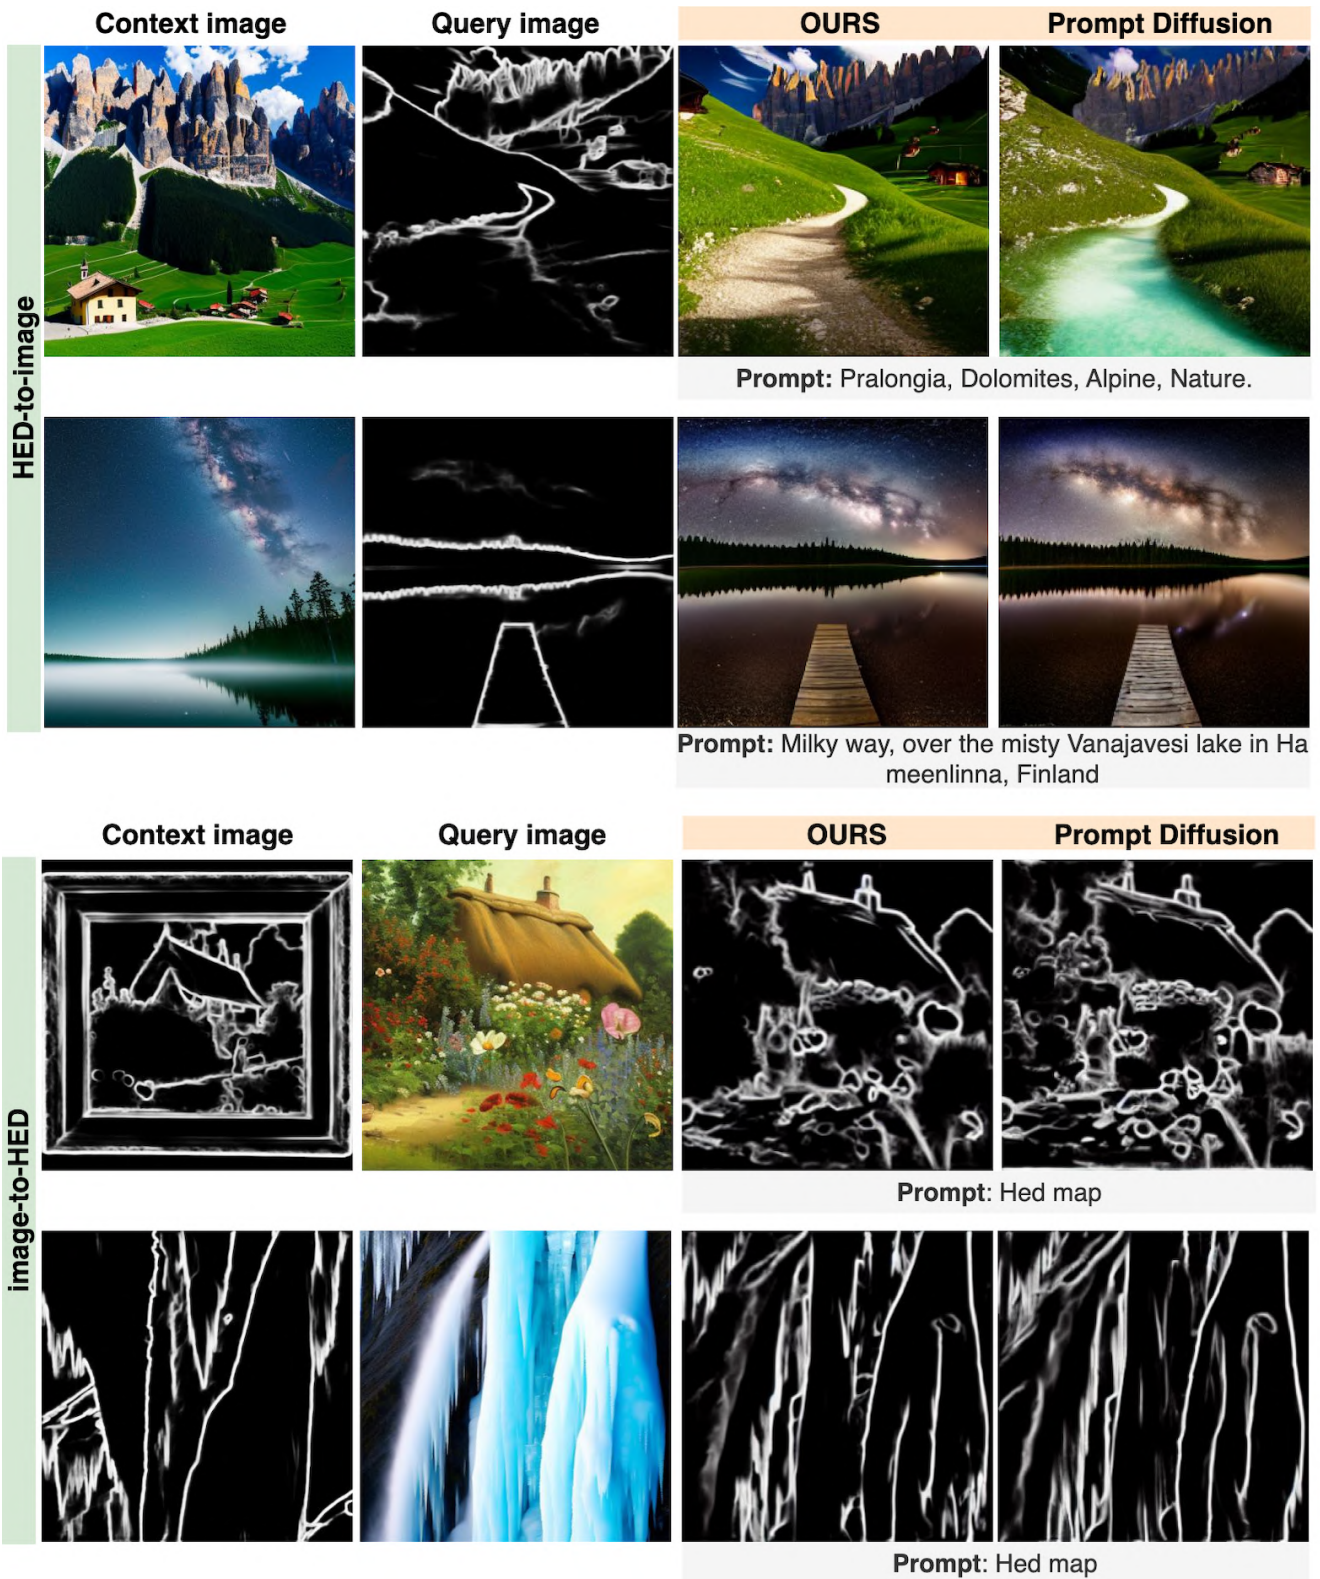 Context image
Query image
OURS
Prompt Diffusion
HED-to-image
Prompt: Pralongia, Dolomites, Alpine, Nature.
Prompt: Milky way, over the misty Vanajavesi lake in Ha
meenlinna, Finland
Context image
Query image
OURS
Prompt Diffusion
image-to-HED
Prompt: Hed map
Prompt: Hed map